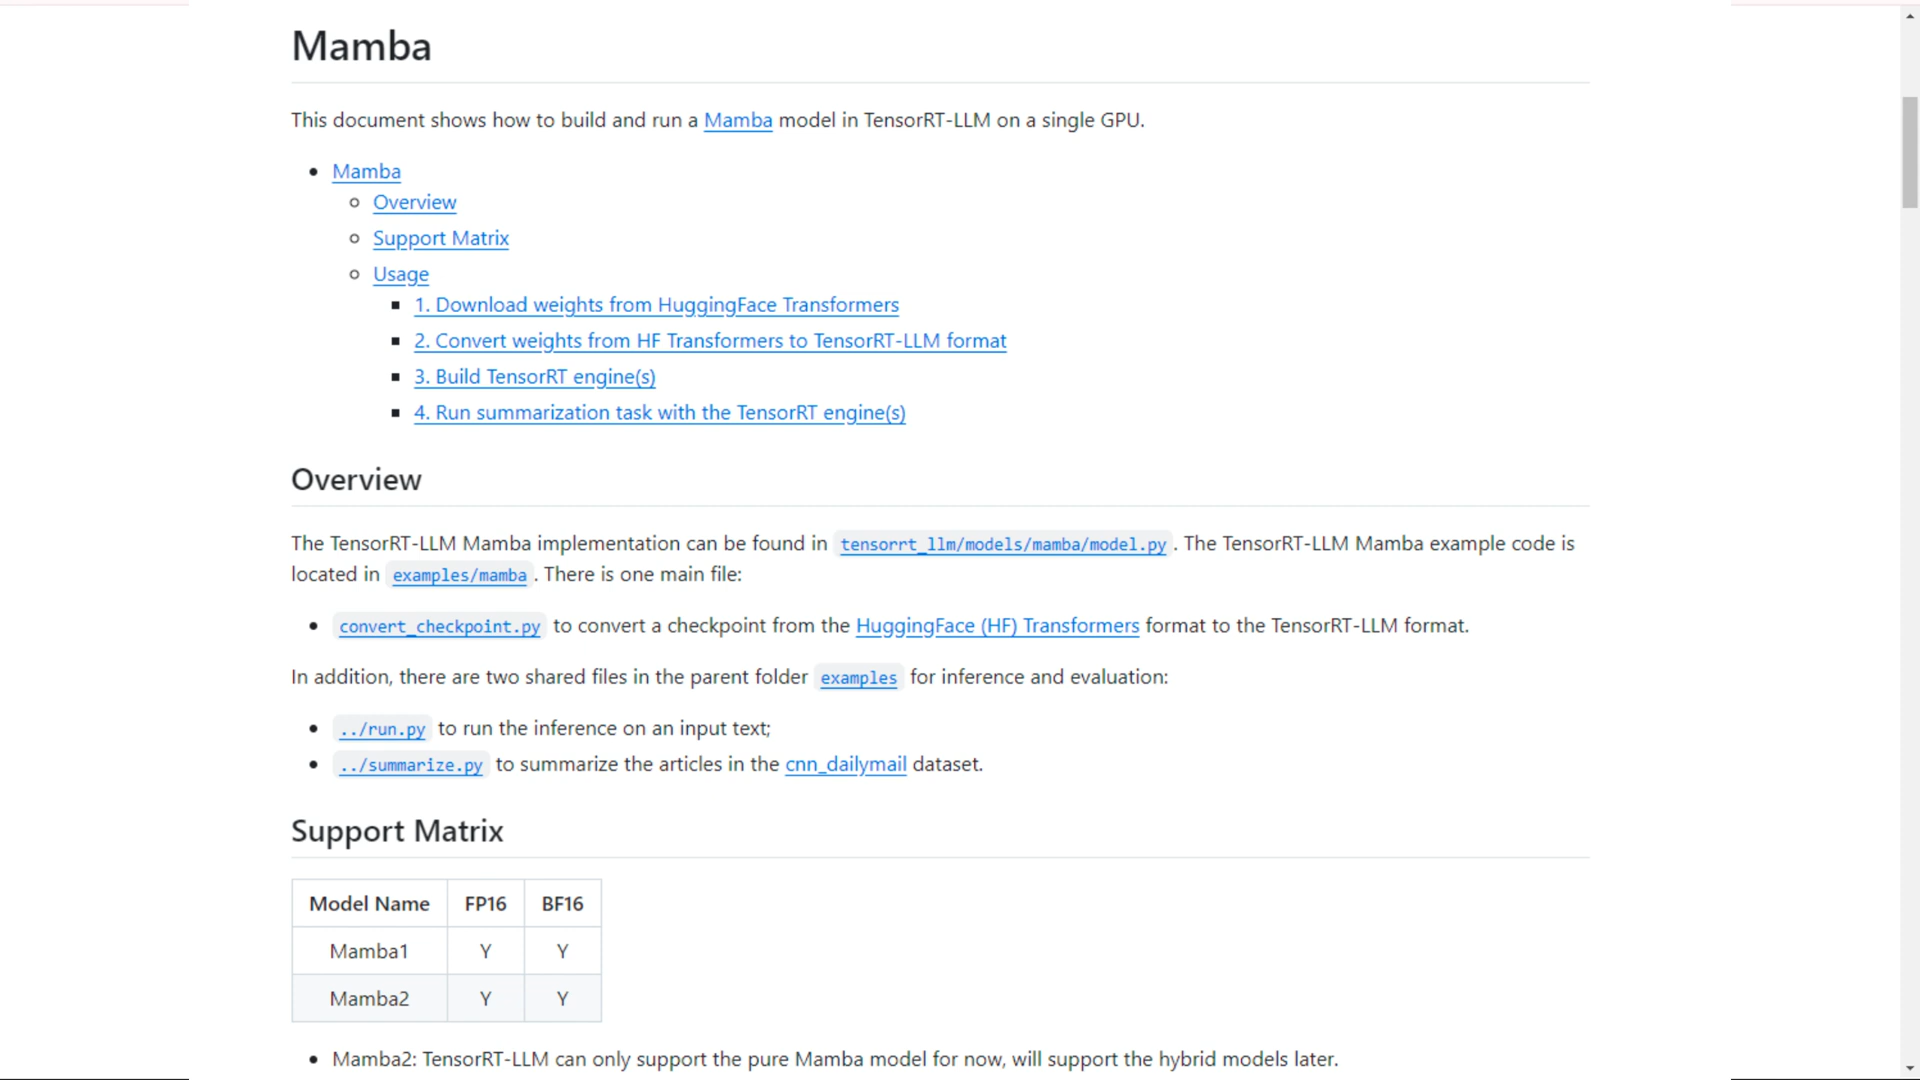 Mamba
This document shows how to build and run a Mamba model in TensorRT-LLM on a single GPU.
Mamba
Overview
Support Matrix
Usage
1. Download weights from HuggingFace Transformers
2. Convert weights from HF Transformers to TensorRT-LLM format
3. Build TensorRT engine(s)
4. Run summarization task with the TensorRT engine(s)
Overview
The TensorRT-LLM Mamba implementation can be found in tensorrt_llm/models/mamba/model.py. The TensorRT-LLM Mamba example code is
located in examples/mamba. There is one main file:
convert_checkpoint.py to convert a checkpoint from the HuggingFace (HF) Transformers format to the TensorRT-LLM format.
In addition, there are two shared files in the parent folder examples for inference and evaluation:
../run.py to run the inference on an input text;
../summarize.py to summarize the articles in the cnn_dailymail dataset.
Support Matrix
Model Name FP16 BF16
Mamba1 Y Y
Mamba2 Y Y
Mamba2: TensorRT-LLM can only support the pure Mamba model for now, will support the hybrid models later.